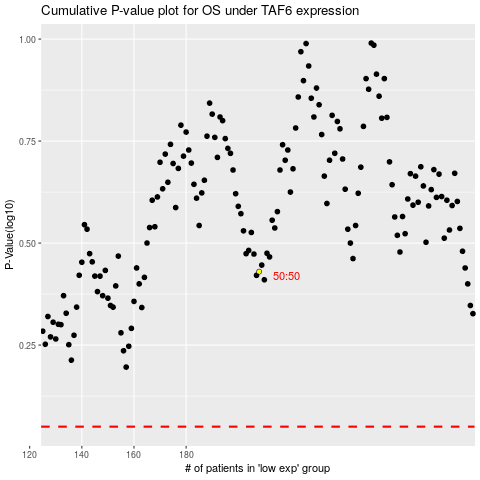 Cumulative P-value plot for OS under TAF6 expression
P-Value(log10)
1.00
0.75
0.50
0.25
50:50
120 140 160 180
# of patients in 'low exp' group